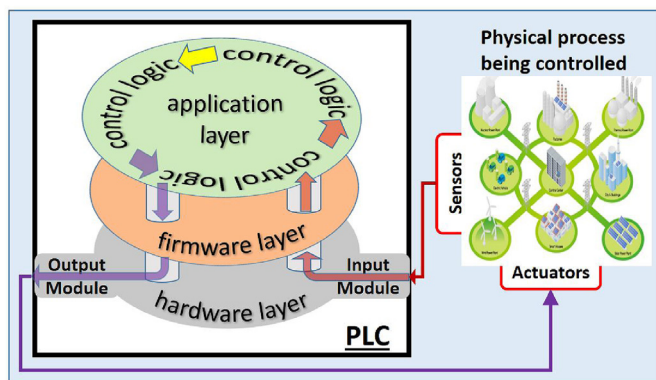 control logic
control logic
control logic
application
layer
firmware layer
hardware layer
Output
Module
Input
Module
PLC
Physical process
being controlled
Sensors
Actuators